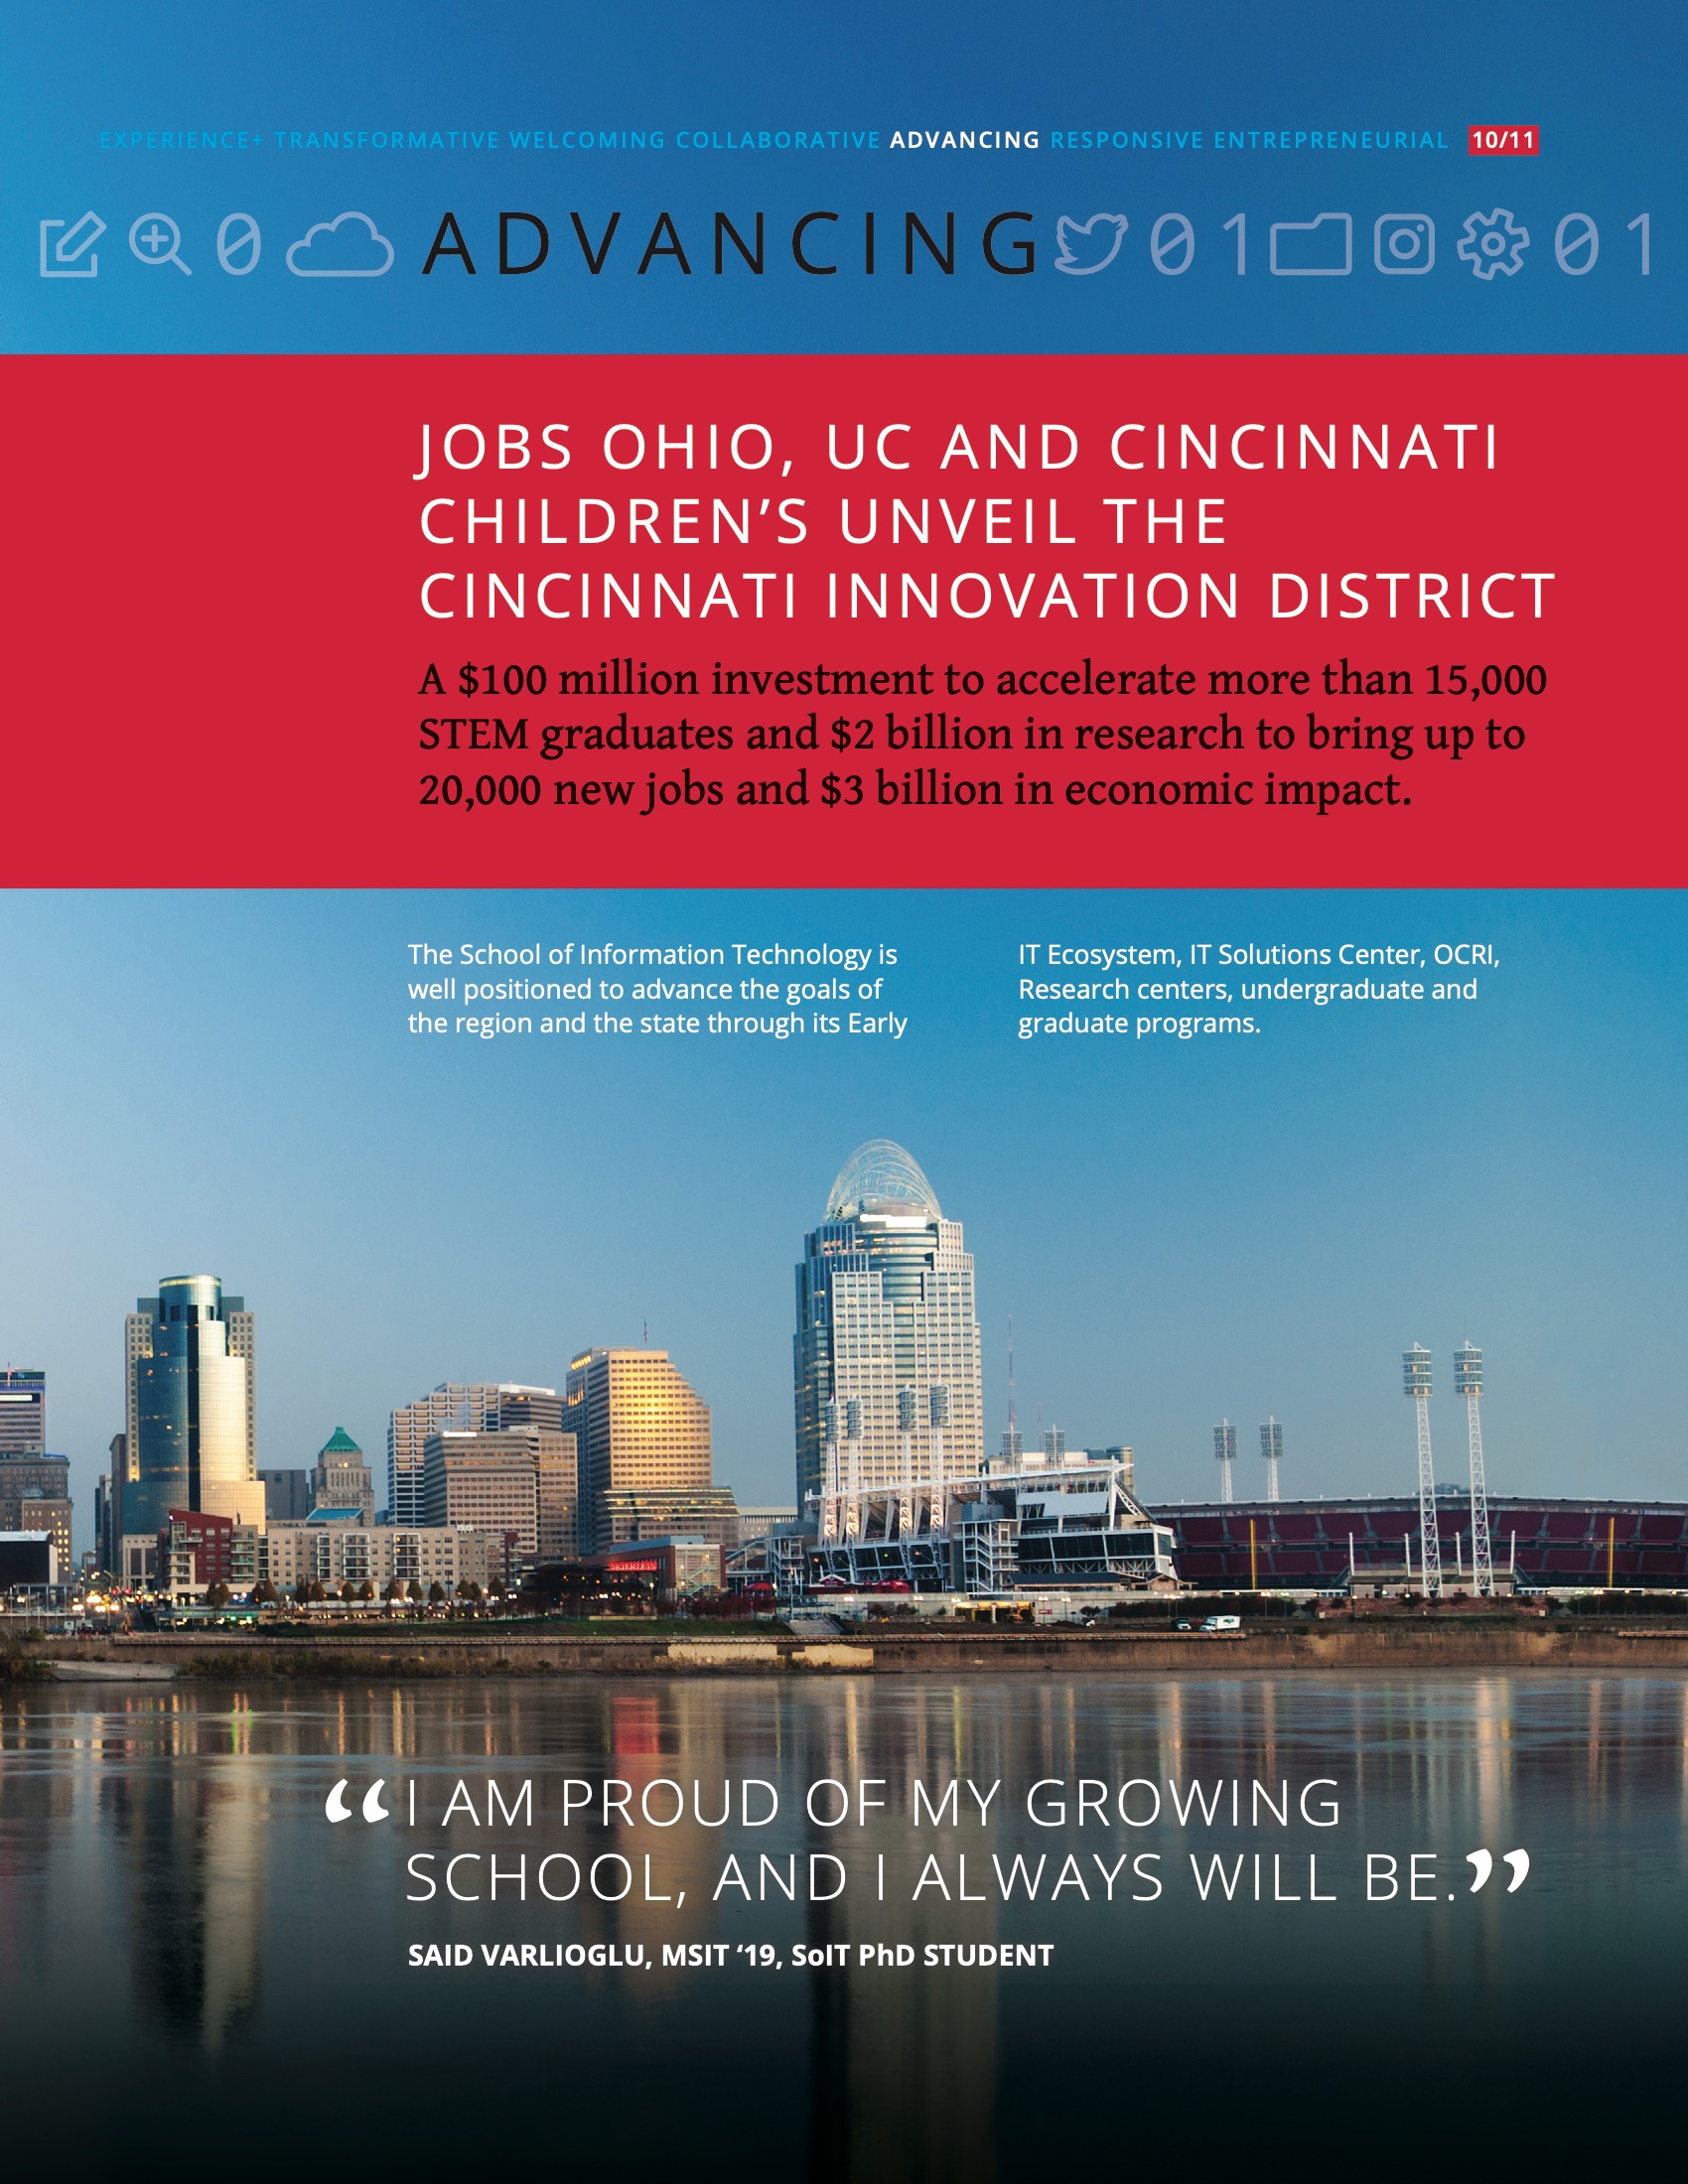 EXPERIENCE+ TRANSFORMATIVE WELCOMING COLLABORATIVE ADVANCING RESPONSIVE ENTREPRENEURIAL 10/11
0 ADVANCING 0 1 0 1
JOBS OHIO, UC AND CINCINNATI
CHILDREN’S UNVEIL THE
CINCINNATI INNOVATION DISTRICT
A $100 million investment to accelerate more than 15,000
STEM graduates and $2 billion in research to bring up to
20,000 new jobs and $3 billion in economic impact.
The School of Information Technology is
well positioned to advance the goals of
the region and the state through its Early
IT Ecosystem, IT Solutions Center, OCRI,
Research centers, undergraduate and
graduate programs.
“I AM PROUD OF MY GROWING
SCHOOL, AND I ALWAYS WILL BE.”
SAID VARLIOGLU, MSIT ‘19, SoIT PhD STUDENT